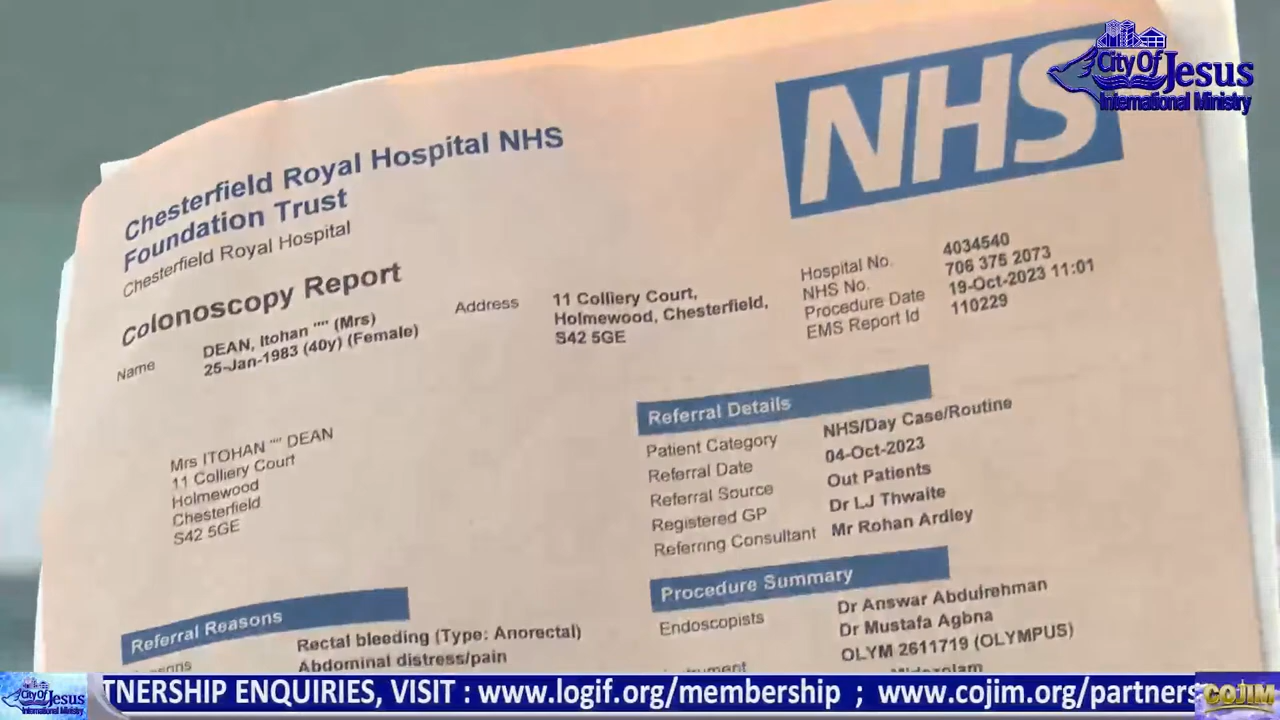 City Of Jesus
International Ministry
NHS
Chesterfield Royal Hospital NHS
Foundation Trust
Chesterfield Royal Hospital
Colonoscopy Report
Name
DEAN, Itohan "" (Mrs)
25-Jan-1983 (40y) (Female)
Address
11 Colliery Court,
Holmewood, Chesterfield,
S42 5GE
Hospital No. 4034540
NHS No. 706 375 2073
Procedure Date 19-Oct-2023 11:01
EMS Report Id 110229
Mrs ITOHAN "" DEAN
11 Colliery Court
Holmewood
Chesterfield
S42 5GE
Referral Details
Patient Category NHS/Day Case/Routine
Referral Date 04-Oct-2023
Referral Source Out Patients
Registered GP Dr LJ Thwaite
Referring Consultant Mr Rohan Ardley
Referral Reasons
Rectal bleeding (Type: Anorectal)
Abdominal distress/pain
Procedure Summary
Endoscopists Dr Answar Abdulrehman
Dr Mustafa Agbna
OLYM 2611719 (OLYMPUS)
City Of Jesus
International Ministry
TNERSHIP ENQUIRIES, VISIT : www.logif.org/membership ; www.cojim.org/partners
COJIM